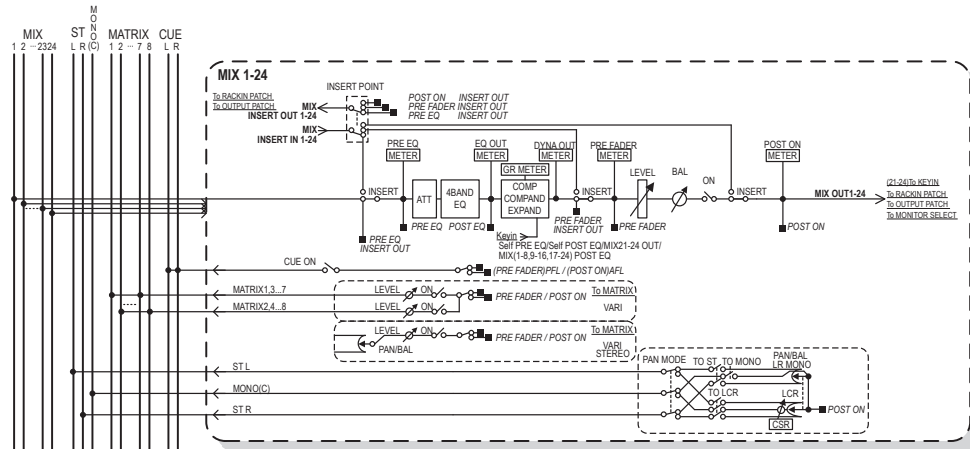 MONO(C)
MIX ST MATRIX CUE
1 2 ··· 2324 L R 1 2 ··· 7 8 L R
MIX 1-24
INSERT POINT
To RACKIN PATCH
To OUTPUT PATCH
MIX
INSERT OUT 1-24
POST ON INSERT OUT
PRE FADER INSERT OUT
PRE EQ INSERT OUT
MIX
INSERT IN 1-24
PRE EQ
METER
EQ OUT
METER
DYNA OUT
METER
PRE FADER
METER
POST ON
METER
GR METER
LEVEL
BAL
ON
INSERT
ATT
4BAND
EQ
COMP
COMPAND
EXPAND
INSERT
INSERT
MIX OUT1-24
(21-24)To KEYIN
To RACKIN PATCH
To OUTPUT PATCH
To MONITOR SELECT
PRE EQ
INSERT OUT
PRE EQ
POST EQ
Keyin
Self PRE EQ/Self POST EQ/MIX21-24 OUT/
MIX(1-8,9-16,17-24) POST EQ
PRE FADER
INSERT OUT
PRE FADER
POST ON
CUE ON
(PRE FADER)PFL / (POST ON)AFL
MATRIX1,3...7
LEVEL
ON
PRE FADER / POST ON
To MATRIX
MATRIX2,4...8
LEVEL
ON
VARI
LEVEL
ON
PAN/BAL
PRE FADER / POST ON
To MATRIX
VARI
STEREO
ST L
PAN MODE
TO ST
TO MONO
PAN/BAL
LR MONO
MONO(C)
TO LCR
LCR
ST R
CSR
POST ON